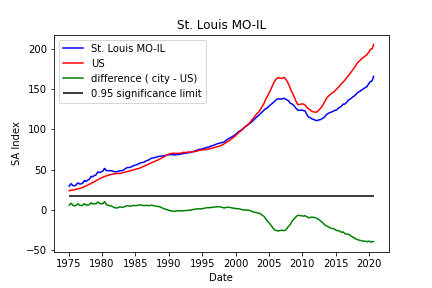 St. Louis MO-IL
St. Louis MO-IL
US
difference ( city - US)
0.95 significance limit
SA Index
200
150
100
50
0
−50
1975 1980 1985 1990 1995 2000 2005 2010 2015 2020
Date